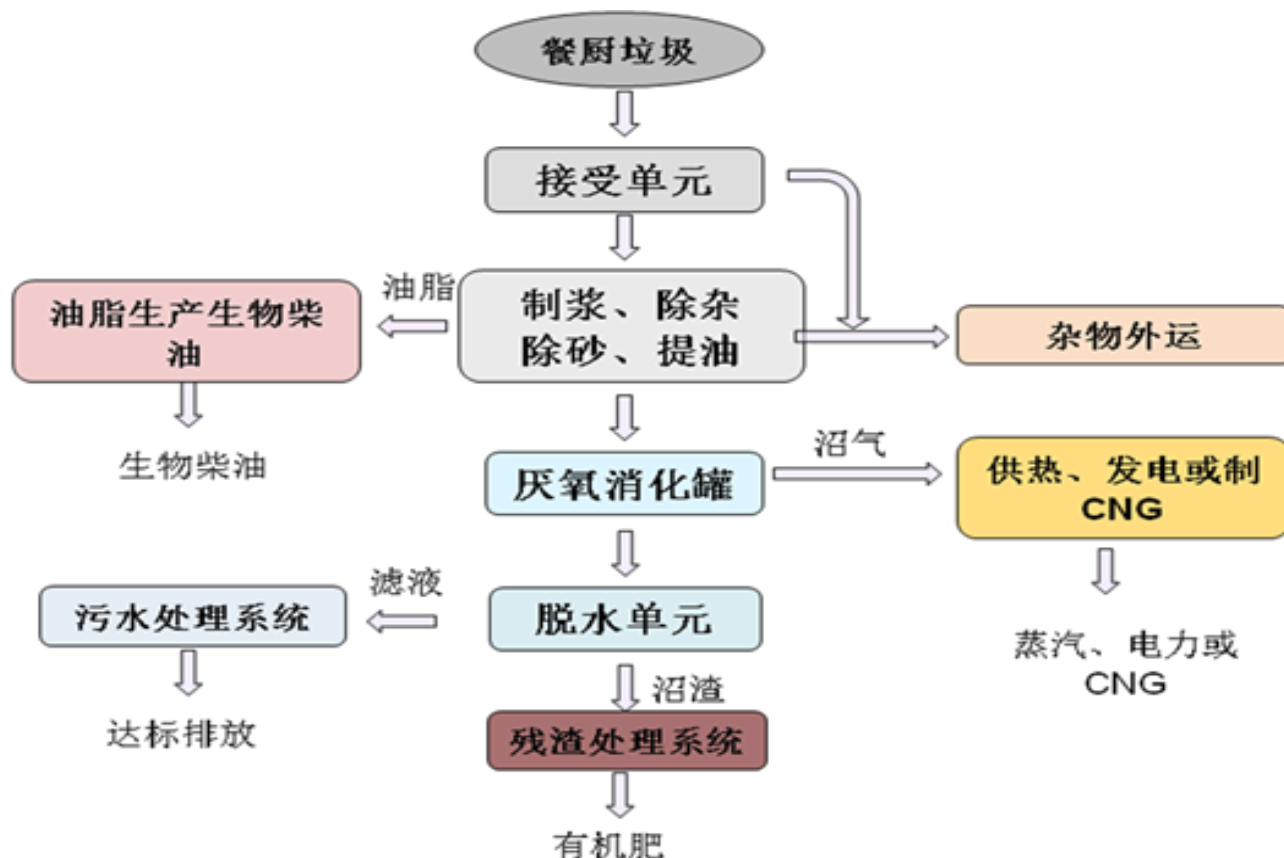 餐厨垃圾
接受单元
油脂
制浆、除杂
除砂、提油
油脂生产生物柴
油
杂物外运
生物柴油
沼气
厌氧消化罐
供热、发电或制
CNG
滤液
污水处理系统
脱水单元
蒸汽、电力或
CNG
沼渣
达标排放
残渣处理系统
有机肥